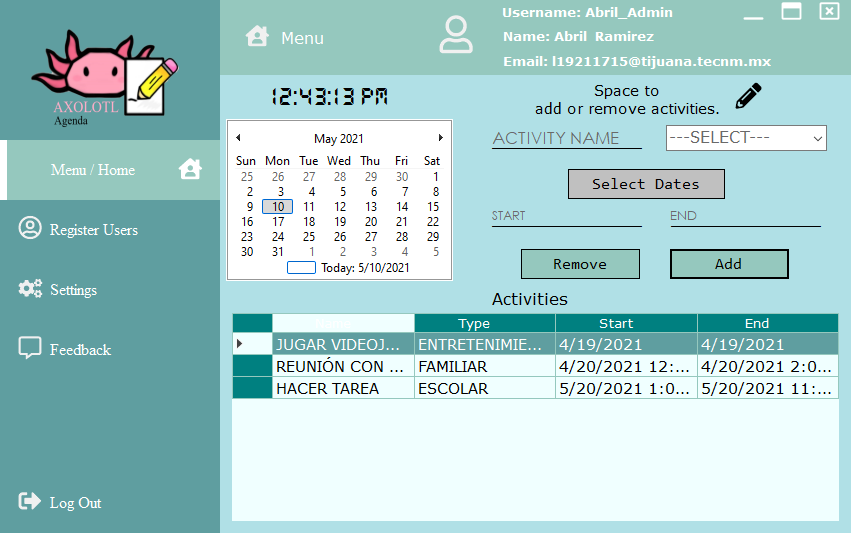 AXOLOTL
Agenda
Menu / Home
Register Users
Settings
Feedback
Log Out
Menu
Username: Abril_Admin
Name: Abril Ramirez
Email: l19211715@tijuana.tecnm.mx
12:43:13 PM
May 2021
Sun Mon Tue Wed Thu Fri Sat
25 26 27 28 29 30 1
2 3 4 5 6 7 8
9 10 11 12 13 14 15
16 17 18 19 20 21 22
23 24 25 26 27 28 29
30 31 1 2 3 4 5
Today: 5/10/2021
Space to
add or remove activities.
ACTIVITY NAME
---SELECT---
Select Dates
START
END
Remove
Add
Activities
Type Start End
JUGAR VIDEOJ... ENTRETENIMIE... 4/19/2021 4/19/2021
REUNIÓN CON ... FAMILIAR 4/20/2021 12:... 4/20/2021 2:0...
HACER TAREA ESCOLAR 5/20/2021 1:0... 5/20/2021 11:...